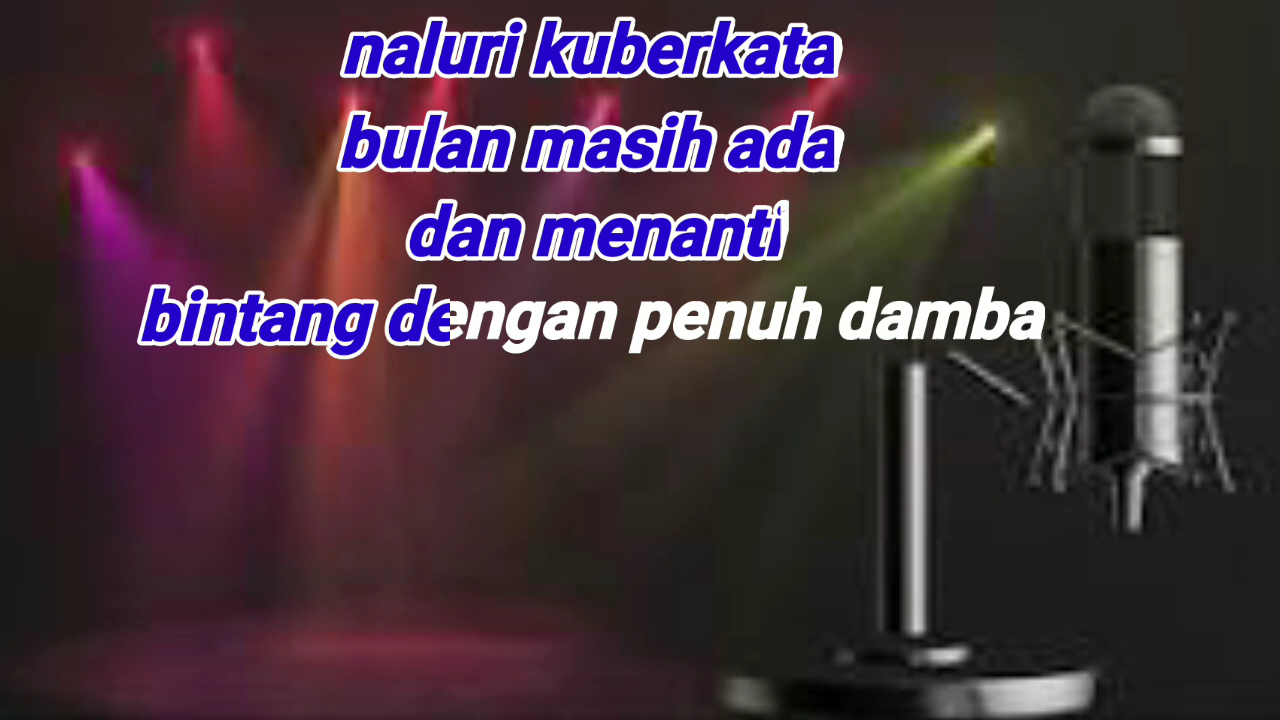 naluri kuberkata
bulan masih ada
dan menanti
bintang dengan penuh damba